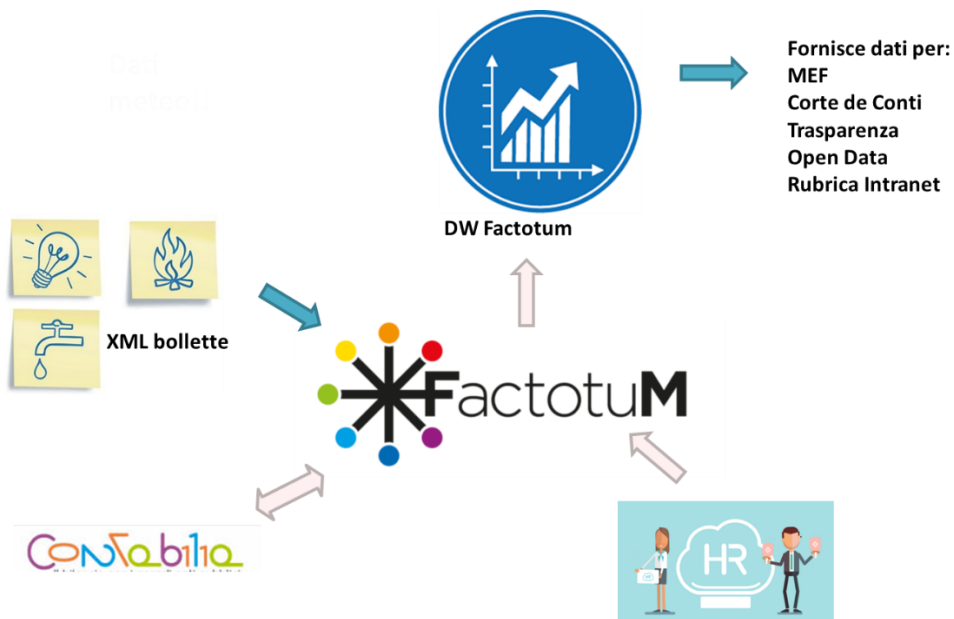 Fornisce dati per:
MEF
Corte de Conti
Trasparenza
Open Data
Rubrica Intranet
DW Factotum
XML bollette
FactotuM
Contabilia
HR